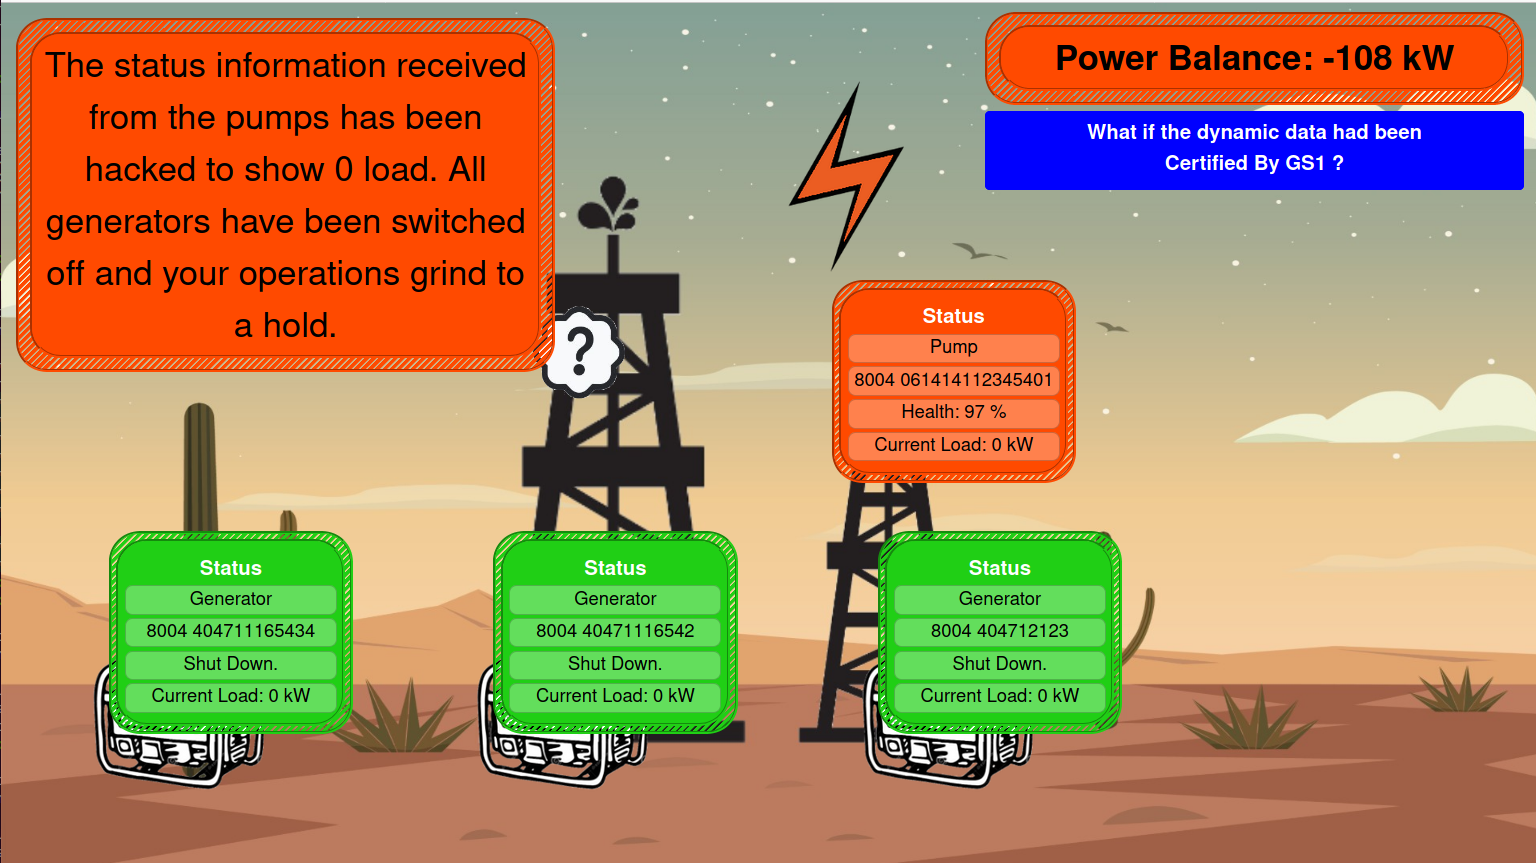 The status information received
from the pumps has been
hacked to show 0 load. All
generators have been switched
off and your operations grind to
a hold.
Power Balance: -108 kW
What if the dynamic data had been
Certified By GS1 ?
?
Status
Pump
8004 061414112345401
Health: 97 %
Current Load: 0 kW
Status
Generator
8004 404711165434
Shut Down.
Current Load: 0 kW
Status
Generator
8004 40471116542
Shut Down.
Current Load: 0 kW
Status
Generator
8004 404712123
Shut Down.
Current Load: 0 kW